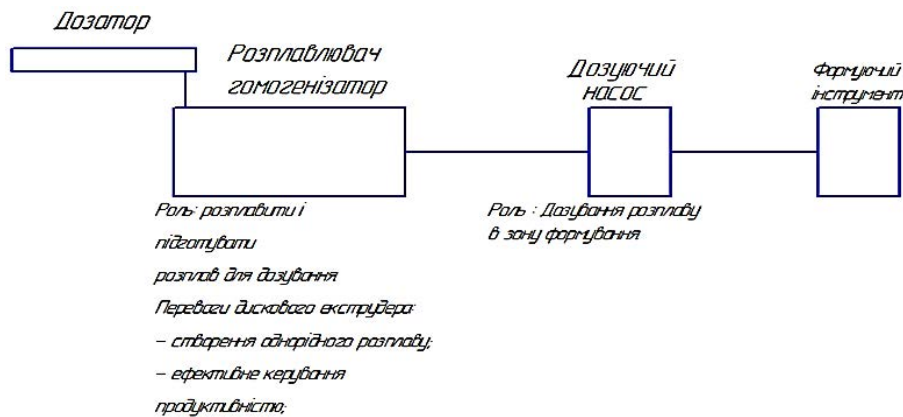 Дозатор
Розплавлювач
гомогенізатор
Дозуючий
насос
Формуючий
інструмент
Роль: розплавити і
підготувати
розплав для дозування
Переваги дискового екструдера:
– створення однорідного розплаву;
– ефективне керування
продуктивністю;
Роль : Дозування розплаву
в зону формування